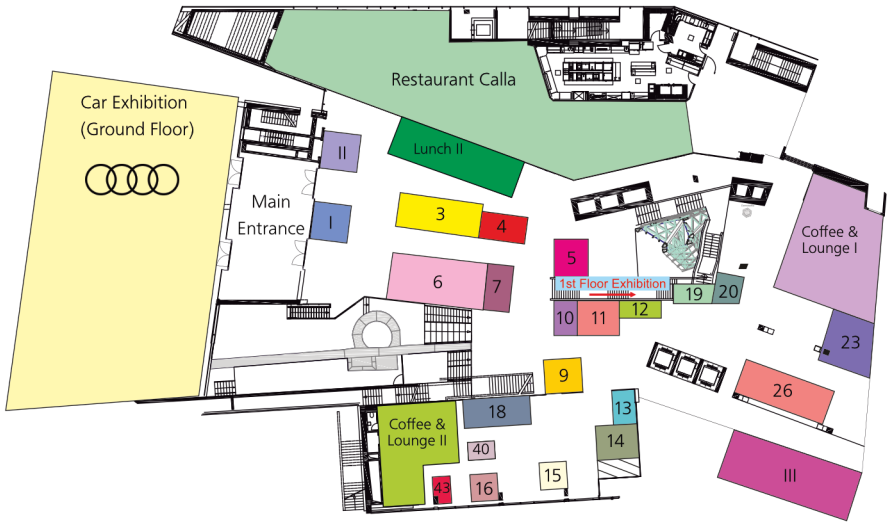 Car Exhibition
(Ground Floor)
Restaurant Calla
Lunch II
II
Main
Entrance
I
3
4
Coffee &
Lounge I
5
1st Floor Exhibition
6
7
19
20
10
11
12
23
9
26
18
13
Coffee &
Lounge II
14
40
15
43
16
III